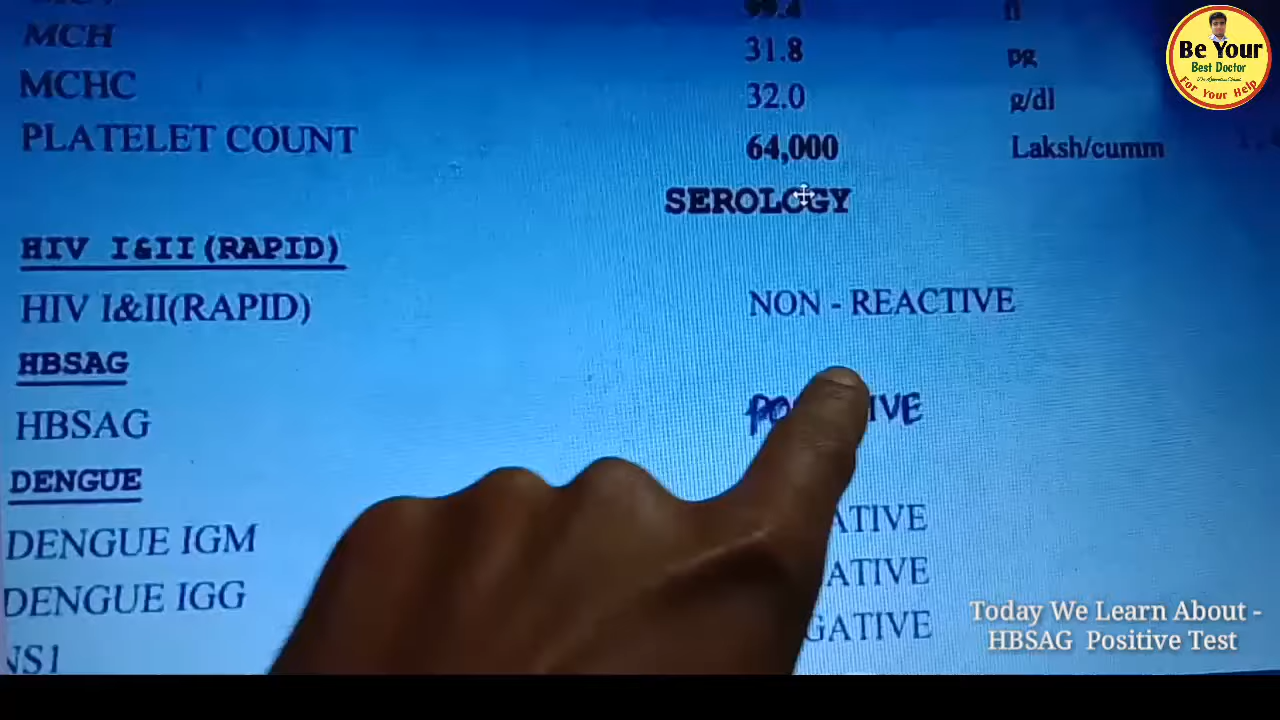 MCH 31.8 pg
MCHC 32.0 g/dl
PLATELET COUNT 64,000 Laksh/cumm
SEROLOGY
HIV I&II (RAPID)
HIV I&II(RAPID) NON - REACTIVE
HBSAG
HBSAG
DENGUE
DENGUE IGM
DENGUE IGG
NS1
Be Your
Best Doctor
For Your Help
Today We Learn About -
HBSAG Positive Test